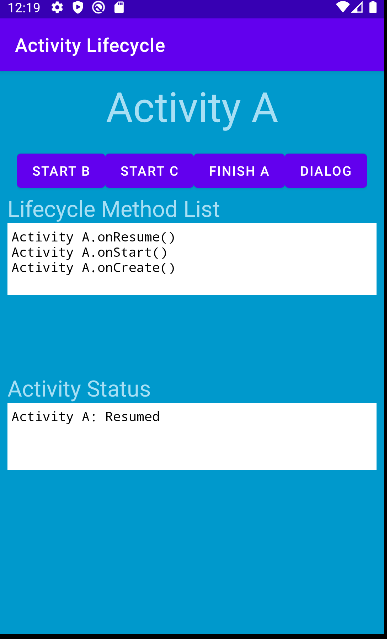 12:19
Activity Lifecycle
Activity A
START B START C FINISH A DIALOG
Lifecycle Method List
Activity A.onResume()
Activity A.onStart()
Activity A.onCreate()
Activity Status
Activity A: Resumed